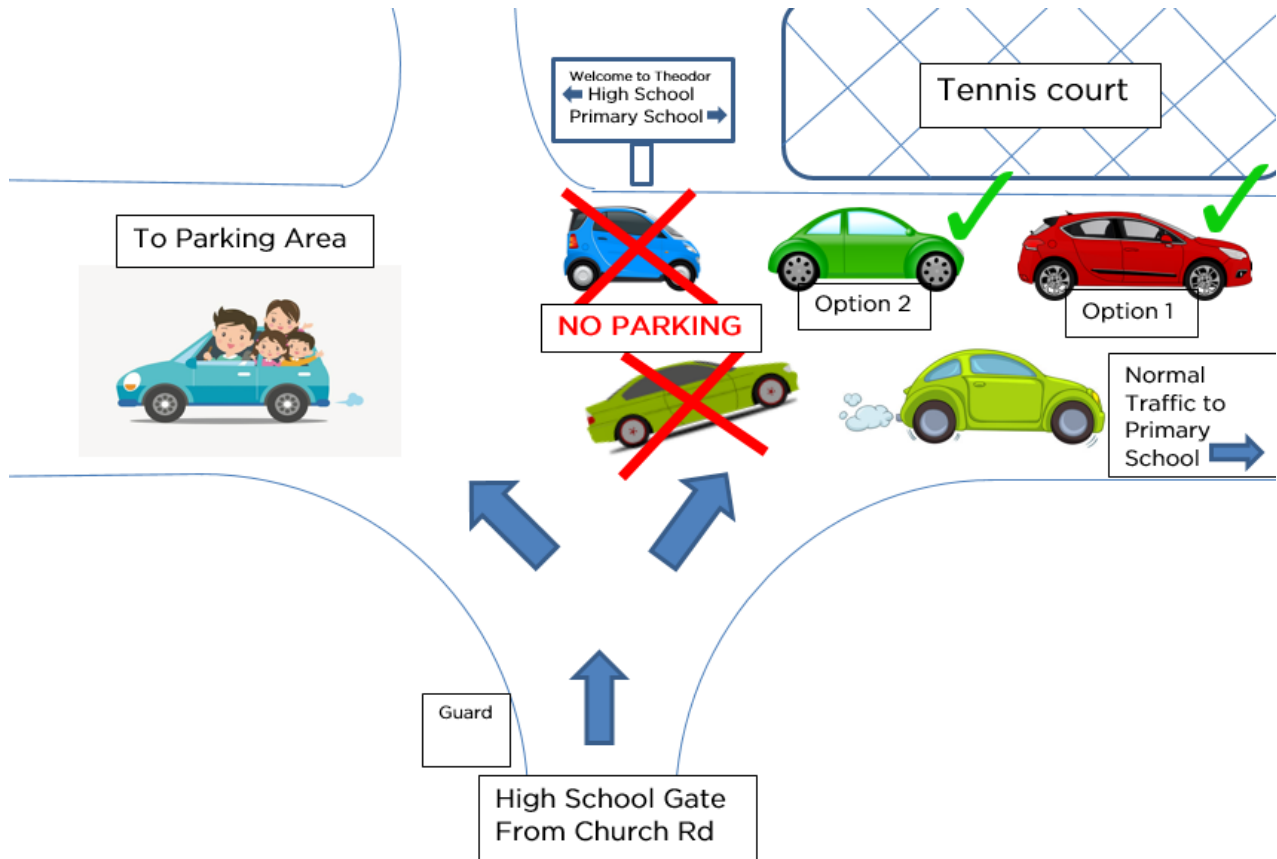 Welcome to Theodor
High School
Primary School
Tennis court
To Parking Area
Option 2
Option 1
NO PARKING
Normal
Traffic to
Primary
School
Guard
High School Gate
From Church Rd